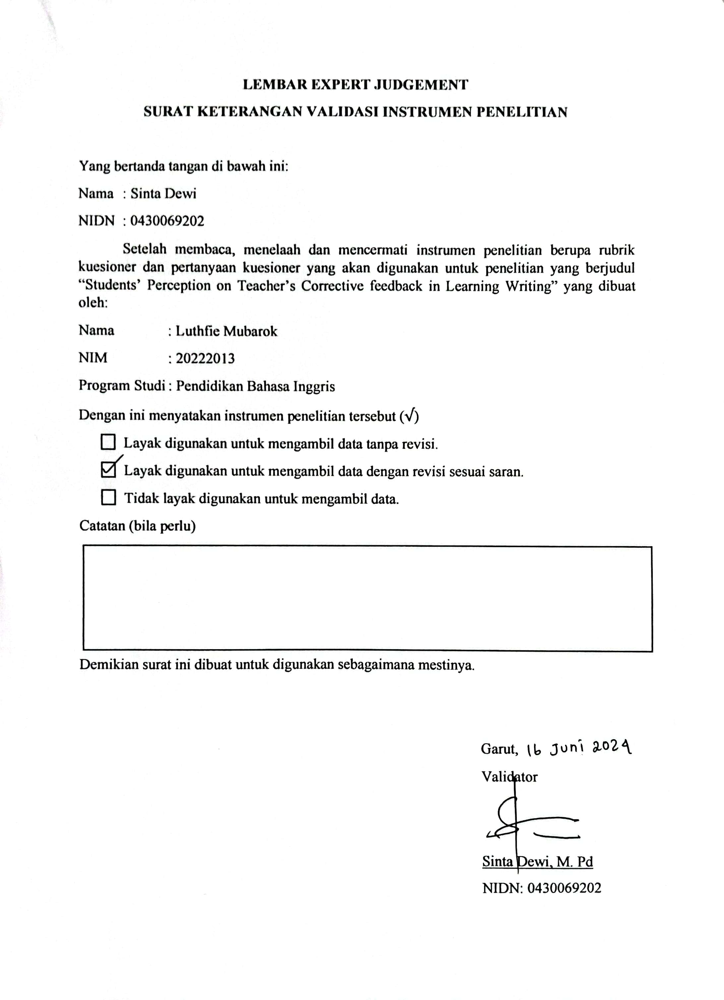 LEMBAR EXPERT JUDGEMENT
SURAT KETERANGAN VALIDASI INSTRUMEN PENELITIAN
Yang bertanda tangan di bawah ini:
Nama : Sinta Dewi
NIDN : 0430069202
Setelah membaca, menelaah dan mencermati instrumen penelitian berupa rubrik
kuesioner dan pertanyaan kuesioner yang akan digunakan untuk penelitian yang berjudul
“Students’ Perception on Teacher’s Corrective feedback in Learning Writing” yang dibuat
oleh:
Nama : Luthfie Mubarok
NIM : 20222013
Program Studi : Pendidikan Bahasa Inggris
Dengan ini menyatakan instrumen penelitian tersebut (√)
Layak digunakan untuk mengambil data tanpa revisi.
☑ Layak digunakan untuk mengambil data dengan revisi sesuai saran.
Tidak layak digunakan untuk mengambil data.
Catatan (bila perlu)
Demikian surat ini dibuat untuk digunakan sebagaimana mestinya.
Garut, 16 Juni 2024
Validator
Sinta Dewi, M. Pd
NIDN: 0430069202